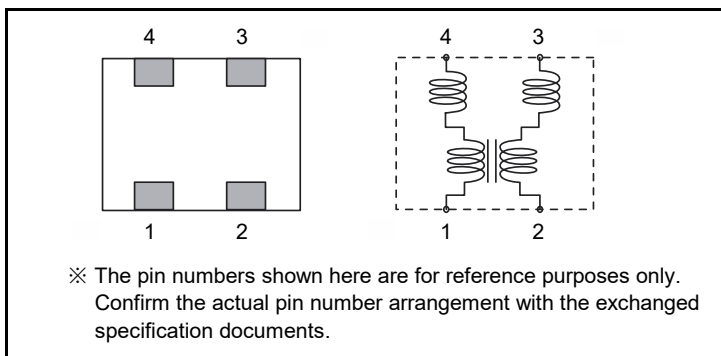 4 3
4 3
1 2
1 2
※ The pin numbers shown here are for reference purposes only.
Confirm the actual pin number arrangement with the exchanged
specification documents.